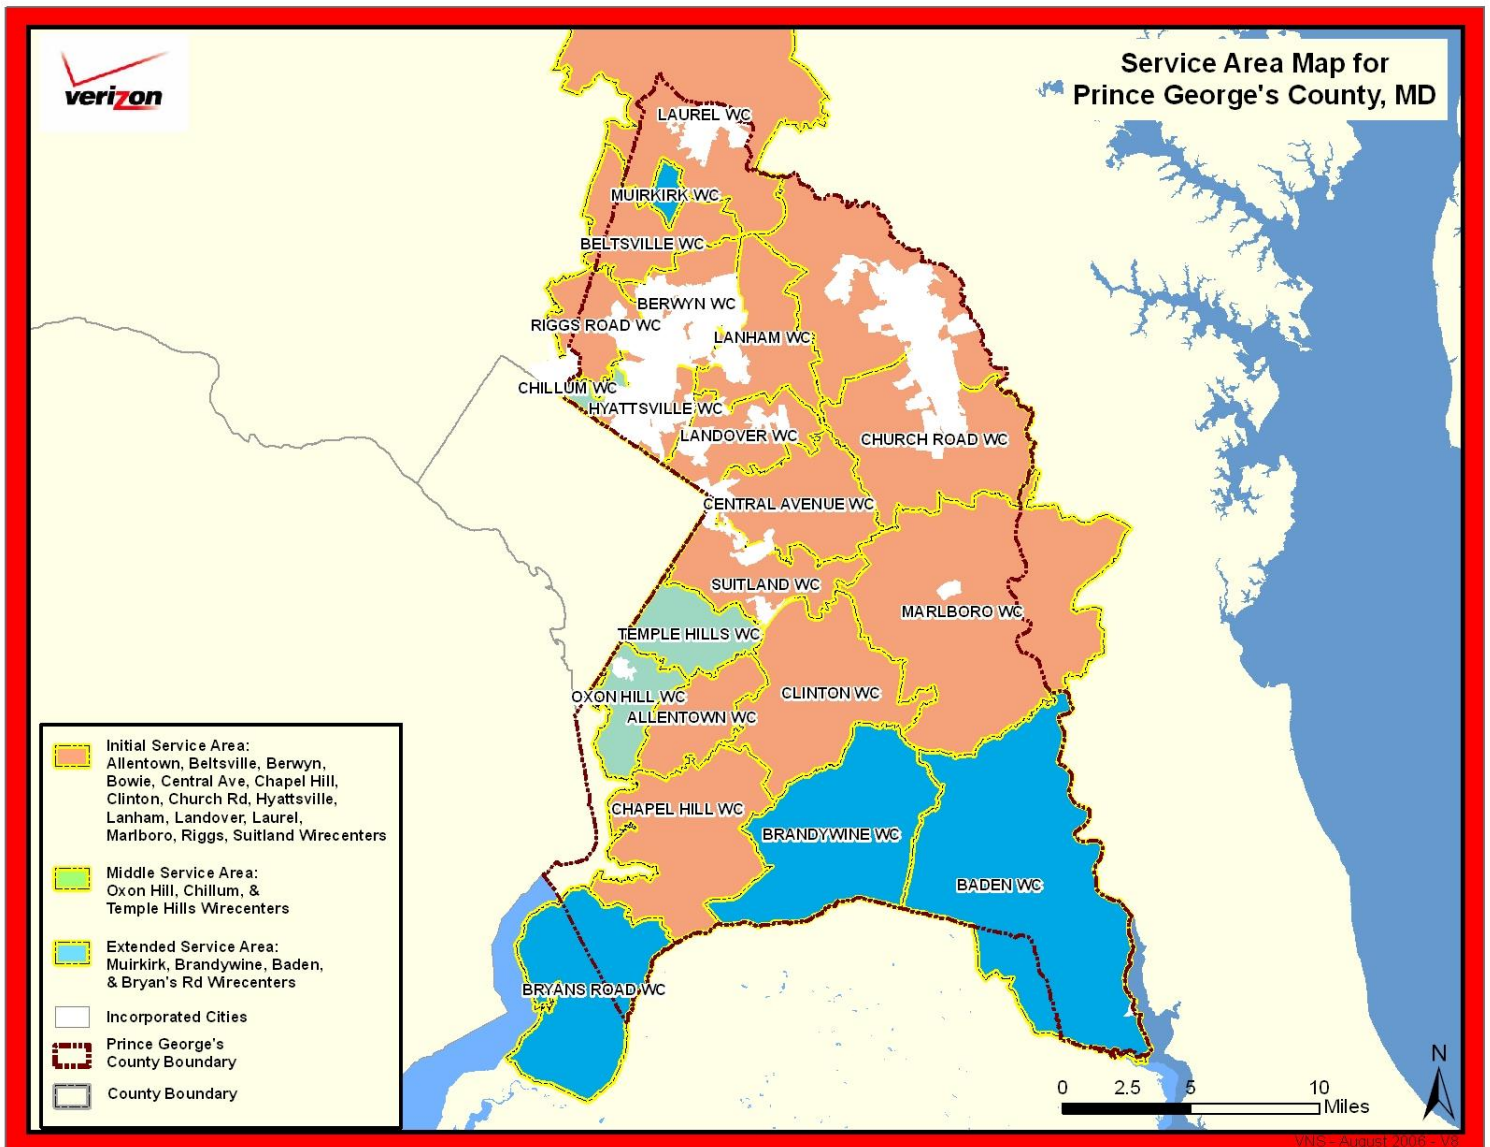 verizon
Service Area Map for
Prince George's County, MD
LAUREL WC
MUIRKIRK WC
BELTSVILLE WC
BERWYN WC
RIGGS ROAD WC
LANHAM WC
CHILLUM WC
HYATTSVILLE WC
LANDOVER WC
CHURCH ROAD WC
CENTRAL AVENUE WC
SUITLAND WC
MARLBORO WC
TEMPLE HILLS WC
OXON HILL WC
CLINTON WC
ALLENTOWN WC
CHAPEL HILL WC
BRANDYWINE WC
BADEN WC
BRYANS ROAD WC
Initial Service Area:
Allentown, Beltsville, Berwyn,
Bowie, Central Ave, Chapel Hill,
Clinton, Church Rd, Hyattsville,
Lanham, Landover, Laurel,
Marlboro, Riggs, Suitland Wirecenters
Middle Service Area:
Oxon Hill, Chillum, &
Temple Hills Wirecenters
Extended Service Area:
Muirkirk, Brandywine, Baden,
& Bryan's Rd Wirecenters
Incorporated Cities
Prince George's
County Boundary
County Boundary
N
0 2.5 5 10
Miles
VNS - August 2006 - V8